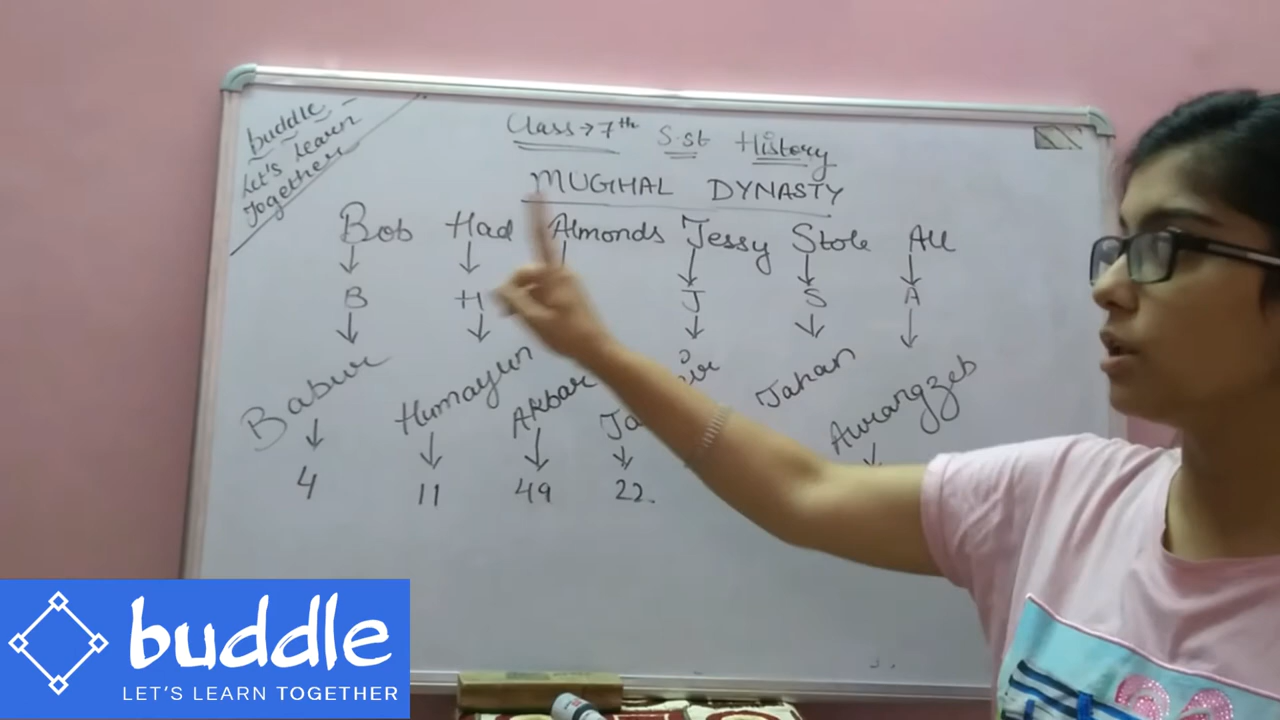 buddle -
Let's Learn
Together
Class → 7th S.st History
MUGHAL DYNASTY
Bob Had Almonds Jessy Stole All
B H J S A
Babur Humayun Akbar Jahan Aurangzeb
4 11 49 22.
buddle
LET'S LEARN TOGETHER